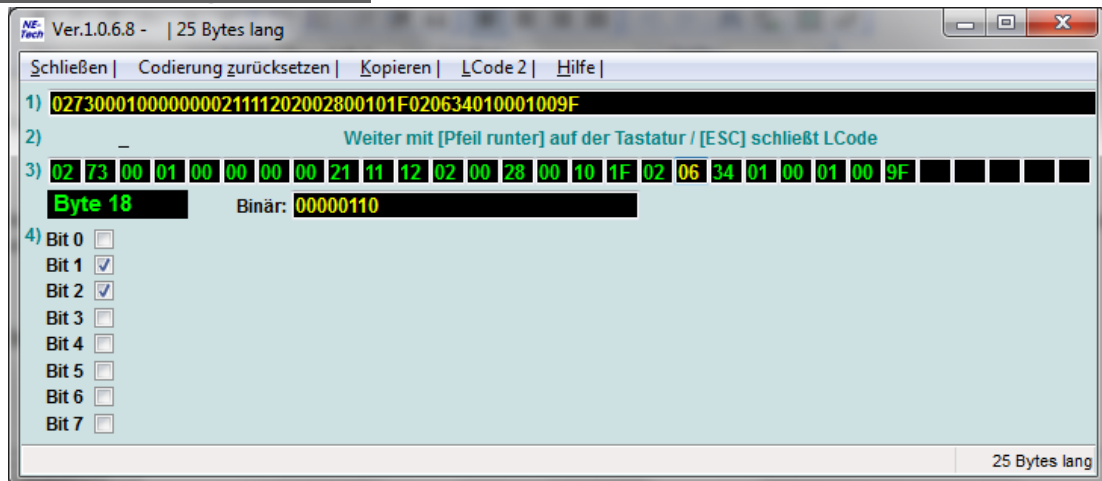 NE-Tech Ver.1.0.6.8 - | 25 Bytes lang
Schließen | Codierung zurücksetzen | Kopieren | LCode 2 | Hilfe |
1) 02730001000000002111120200280010​1F020634010001009F
2) _ Weiter mit [Pfeil runter] auf der Tastatur / [ESC] schließt LCode
3) 02 73 00 01 00 00 00 00 21 11 12 02 00 28 00 10 1F 02 06 34 01 00 01 00 9F
Byte 18 Binär: 00000110
4) Bit 0
Bit 1
Bit 2
Bit 3
Bit 4
Bit 5
Bit 6
Bit 7
25 Bytes lang